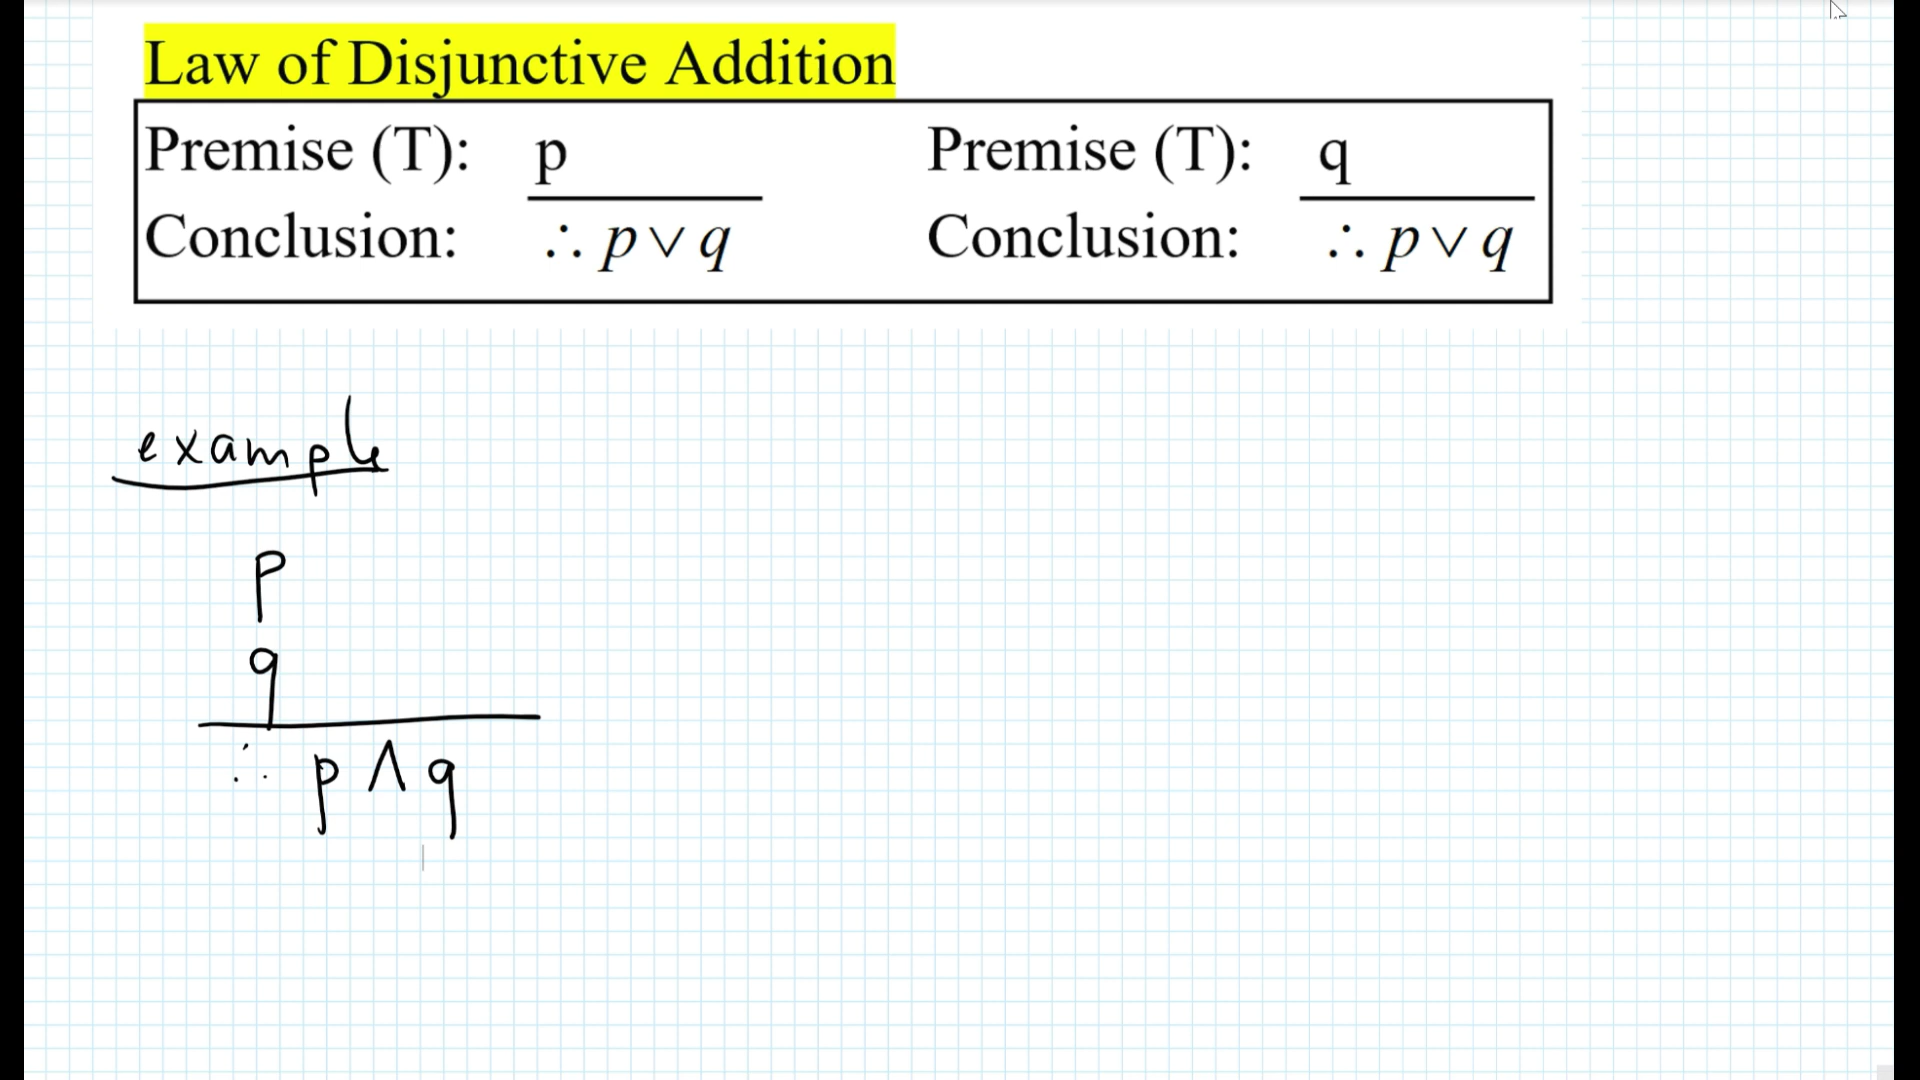 Law of Disjunctive Addition
Premise (T): p Premise (T): q
Conclusion: ∴ p ∨ q Conclusion: ∴ p ∨ q
example
p
q
∴ p ∧ q